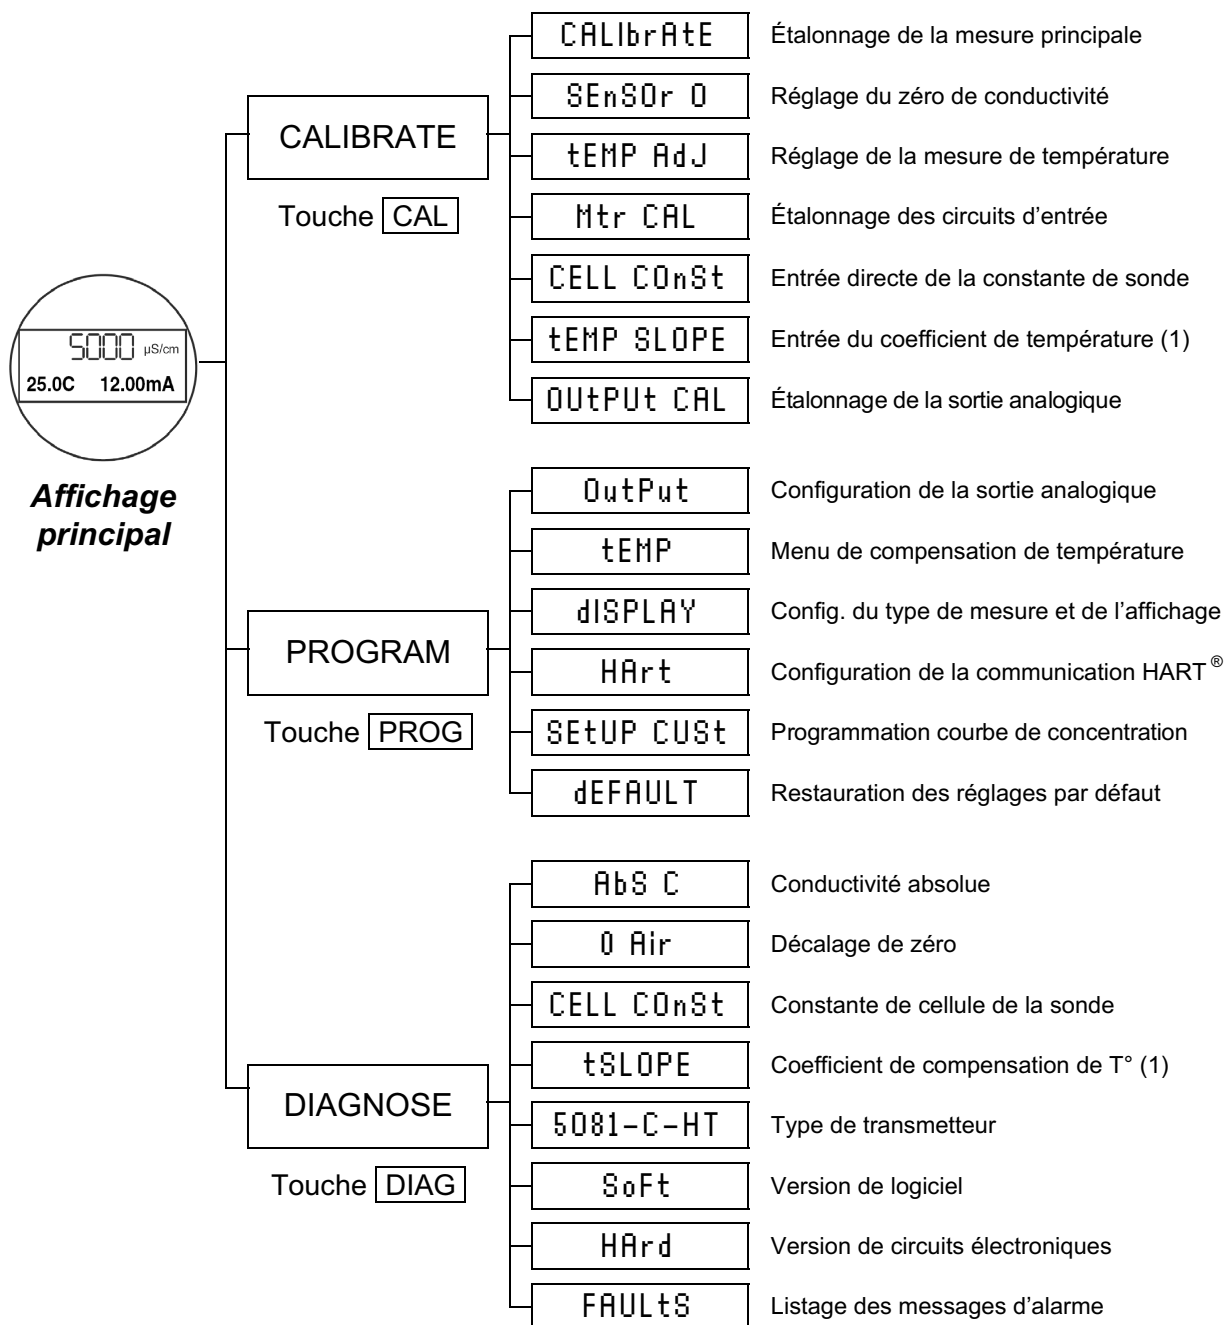 CALIbrAtE Étalonnage de la mesure principale
SEnSOr 0 Réglage du zéro de conductivité
CALIBRATE
tEMP AdJ Réglage de la mesure de température
Touche CAL
Mtr CAL Étalonnage des circuits d'entrée
CELL COnSt Entrée directe de la constante de sonde
5000 µS/cm
25.0C 12.00mA
tEMP SLOPE Entrée du coefficient de température (1)
OUtPUt CAL Étalonnage de la sortie analogique
Affichage
principal
OutPut Configuration de la sortie analogique
tEMP Menu de compensation de température
dISPLAY Config. du type de mesure et de l'affichage
PROGRAM
HArt Configuration de la communication HART ®
Touche PROG
SEtUP CUSt Programmation courbe de concentration
dEFAULT Restauration des réglages par défaut
AbS C Conductivité absolue
0 Air Décalage de zéro
CELL COnSt Constante de cellule de la sonde
tSLOPE Coefficient de compensation de T° (1)
DIAGNOSE
5081-C-HT Type de transmetteur
Touche DIAG
SoFt Version de logiciel
HArd Version de circuits électroniques
FAULtS Listage des messages d'alarme